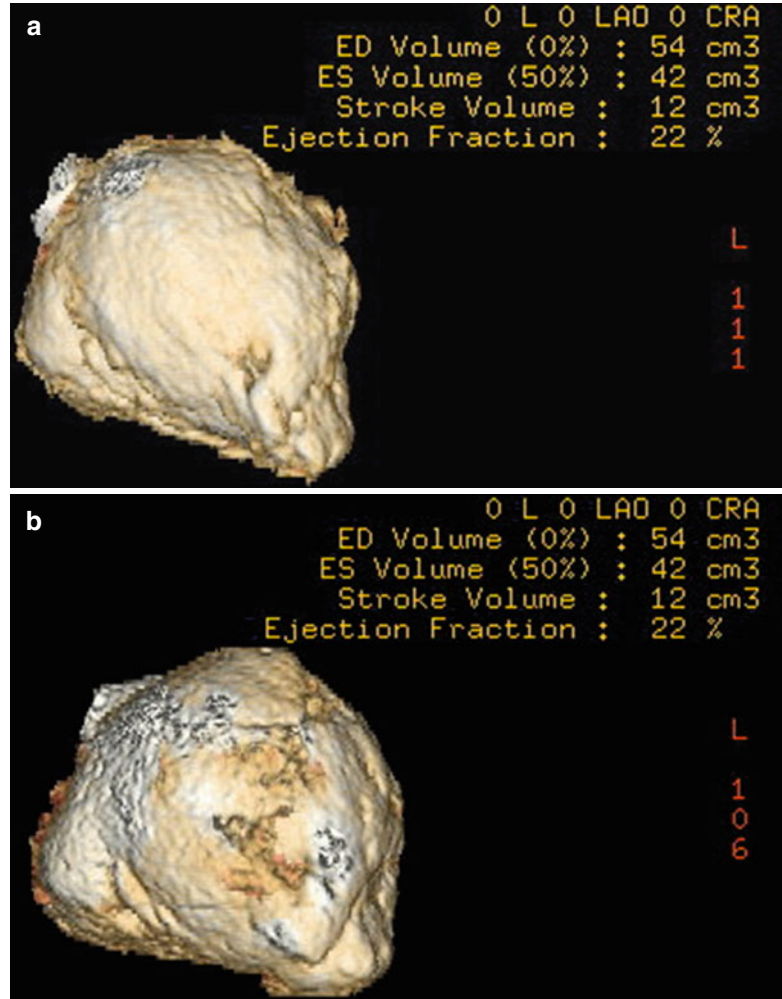 a
0 L 0 LAO 0 CRA
ED Volume (0%) : 54 cm3
ES Volume (50%) : 42 cm3
Stroke Volume : 12 cm3
Ejection Fraction : 22 %
L
1
1
1
b
0 L 0 LAO 0 CRA
ED Volume (0%) : 54 cm3
ES Volume (50%) : 42 cm3
Stroke Volume : 12 cm3
Ejection Fraction : 22 %
L
1
0
6